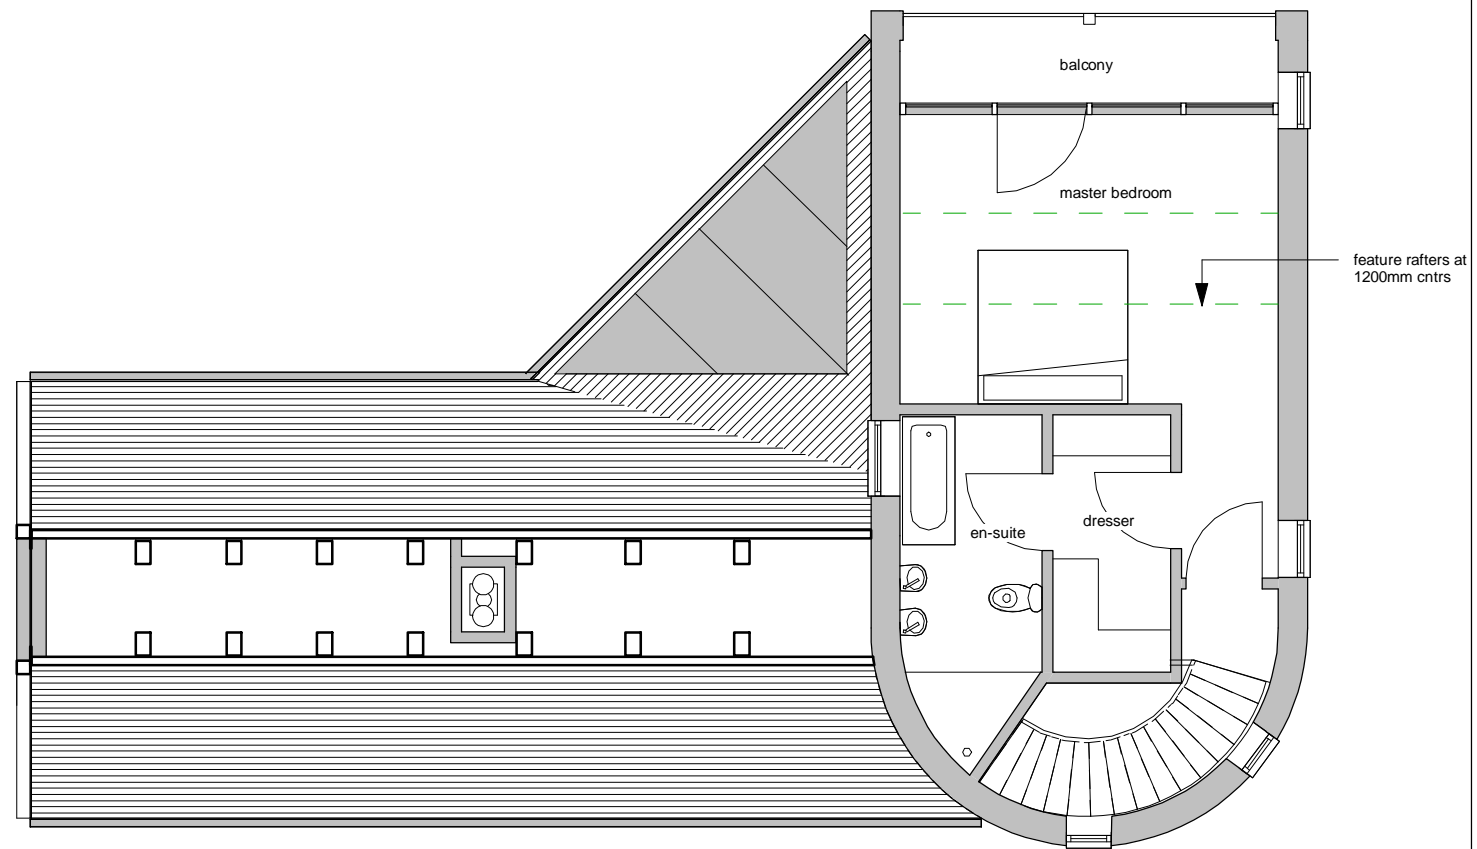 balcony
master bedroom
feature rafters at
1200mm cntrs
dresser
en-suite